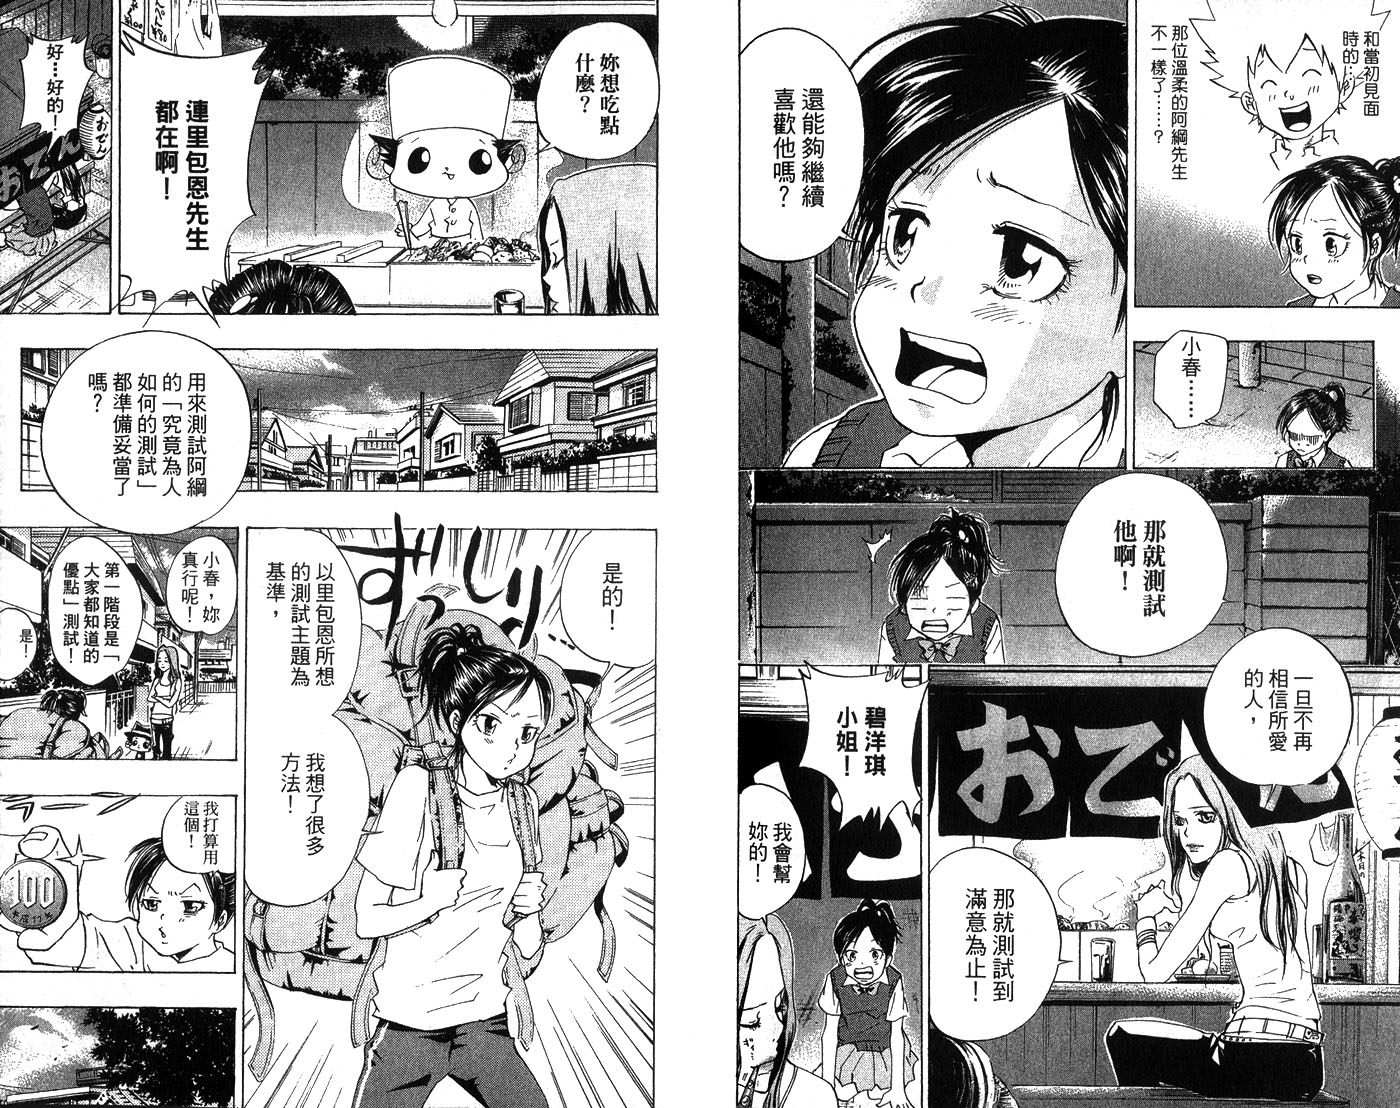 和當初見面
時的…
那位溫柔的阿綱先生
不一樣了……？
還能夠繼續
喜歡他嗎？
小春………
那就測試
他啊！
一旦不再
相信所愛
的人，
おでん
那就測試到
滿意為止！
碧洋琪
小姐！
我會幫
妳的！
妳想吃點
什麼？
連里包恩先生
都在啊！
好…好的！
おでん
おでん
用來測試阿綱
的「究竟為人
如何的測試」
都準備妥當了
嗎？
是的！
以里包恩所想
的測試主題為
基準，
我想了很多
方法！
ずっしり…
小春，妳
真行呢！
第一階段是「
大家都知道的
優點」測試！
是！
我打算用
這個！
100